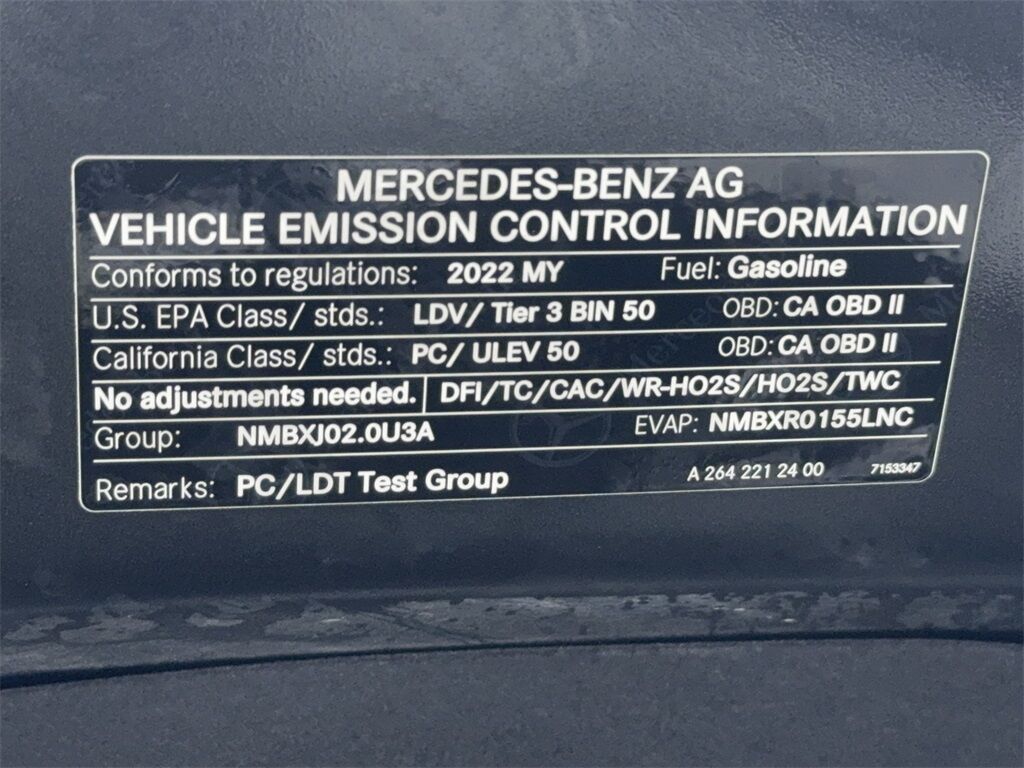 MERCEDES-BENZ AG
VEHICLE EMISSION CONTROL INFORMATION
Conforms to regulations: 2022 MY Fuel: Gasoline
U.S. EPA Class/ stds.: LDV/ Tier 3 BIN 50 OBD: CA OBD II
California Class/ stds.: PC/ ULEV 50 OBD: CA OBD II
No adjustments needed. DFI/TC/CAC/WR-HO2S/HO2S/TWC
Group: NMBXJ02.0U3A EVAP: NMBXR0155LNC
Remarks: PC/LDT Test Group A 264 221 24 00 7153347